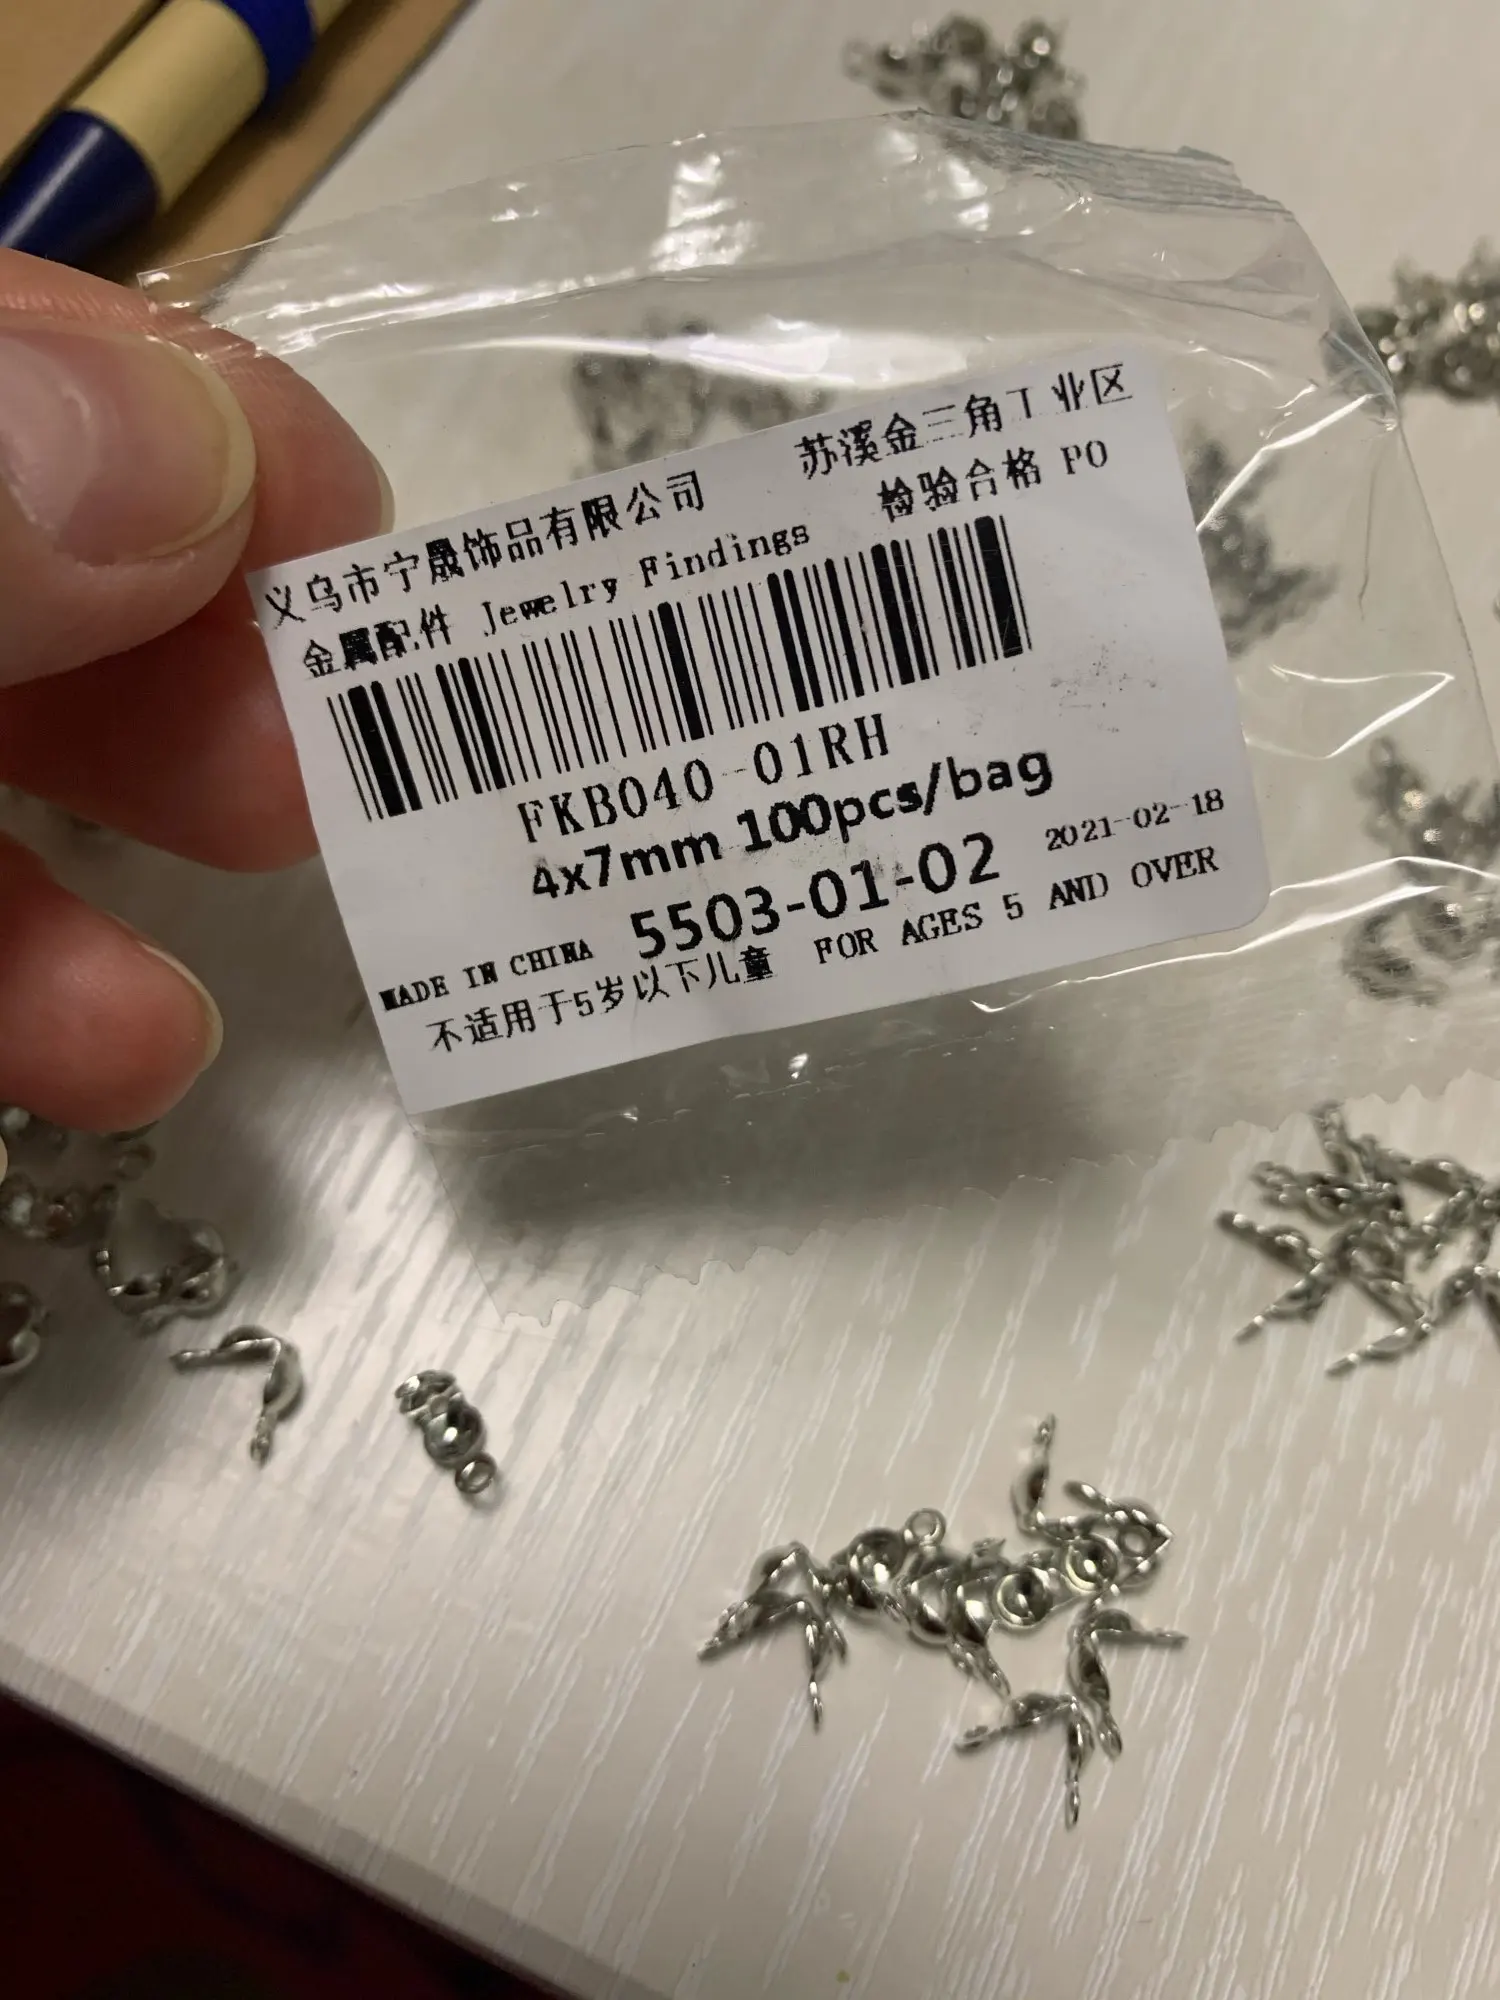 义乌市宁晟饰品有限公司 苏溪金三角工业区
金属配件 Jewelry Findings 检验合格 PO
FKB040-01RH
4x7mm 100pcs/bag
5503-01-02 2021-02-18
MADE IN CHINA
不适用于5岁以下儿童 FOR AGES 5 AND OVER